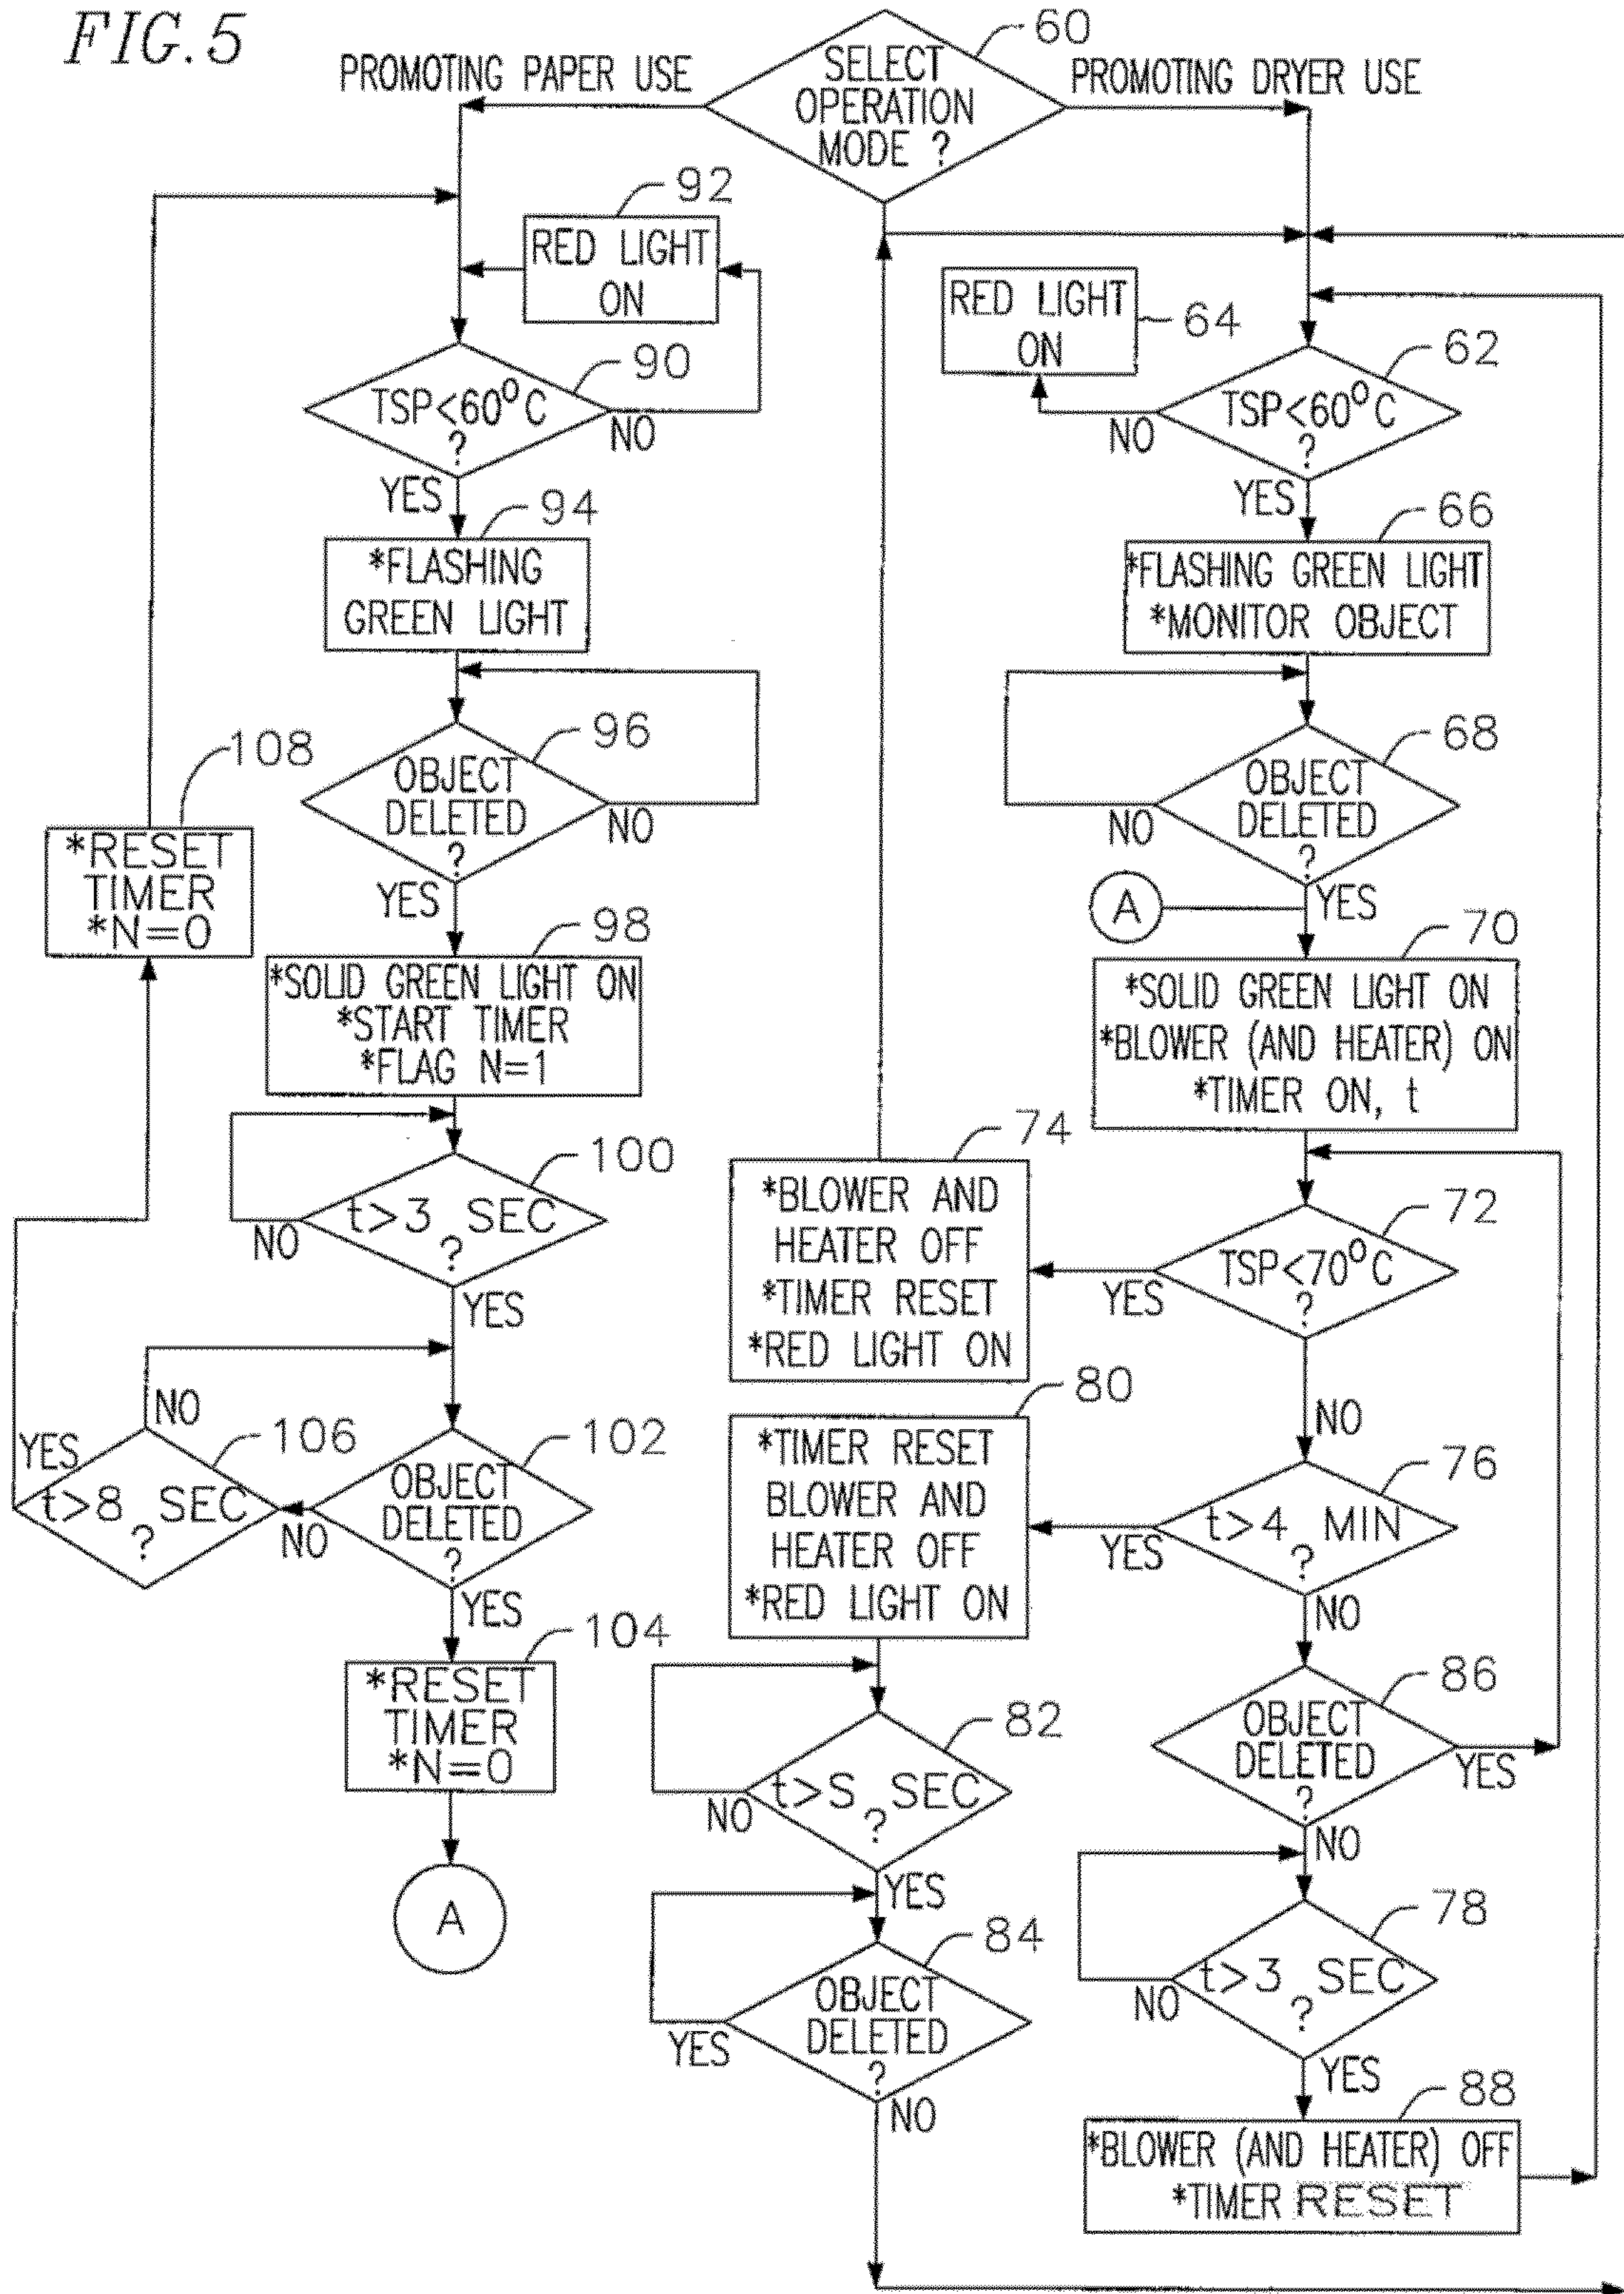 FIG. 5
PROMOTING PAPER USE
SELECT
OPERATION
MODE ?
60
PROMOTING DRYER USE
92
RED LIGHT
ON
90
TSP<60°C
?
NO
YES
94
*FLASHING
GREEN LIGHT
96
OBJECT
DELETED
?
NO
YES
108
*RESET
TIMER
*N=0
98
*SOLID GREEN LIGHT ON
*START TIMER
*FLAG N=1
100
t>3 SEC
?
NO
YES
102
OBJECT
DELETED
?
NO
YES
106
t>8 SEC
?
NO
YES
104
*RESET
TIMER
*N=0
A
RED LIGHT
ON
64
62
TSP<60°C
?
NO
YES
66
*FLASHING GREEN LIGHT
*MONITOR OBJECT
68
OBJECT
DELETED
?
NO
YES
A
70
*SOLID GREEN LIGHT ON
*BLOWER (AND HEATER) ON
*TIMER ON, t
72
TSP<70°C
?
YES
NO
74
*BLOWER AND
HEATER OFF
*TIMER RESET
*RED LIGHT ON
76
t>4 MIN
?
YES
NO
80
*TIMER RESET
BLOWER AND
HEATER OFF
*RED LIGHT ON
82
t>S SEC
?
NO
YES
84
OBJECT
DELETED
?
YES
NO
86
OBJECT
DELETED
?
YES
NO
78
t>3 SEC
?
NO
YES
88
*BLOWER (AND HEATER) OFF
*TIMER RESET